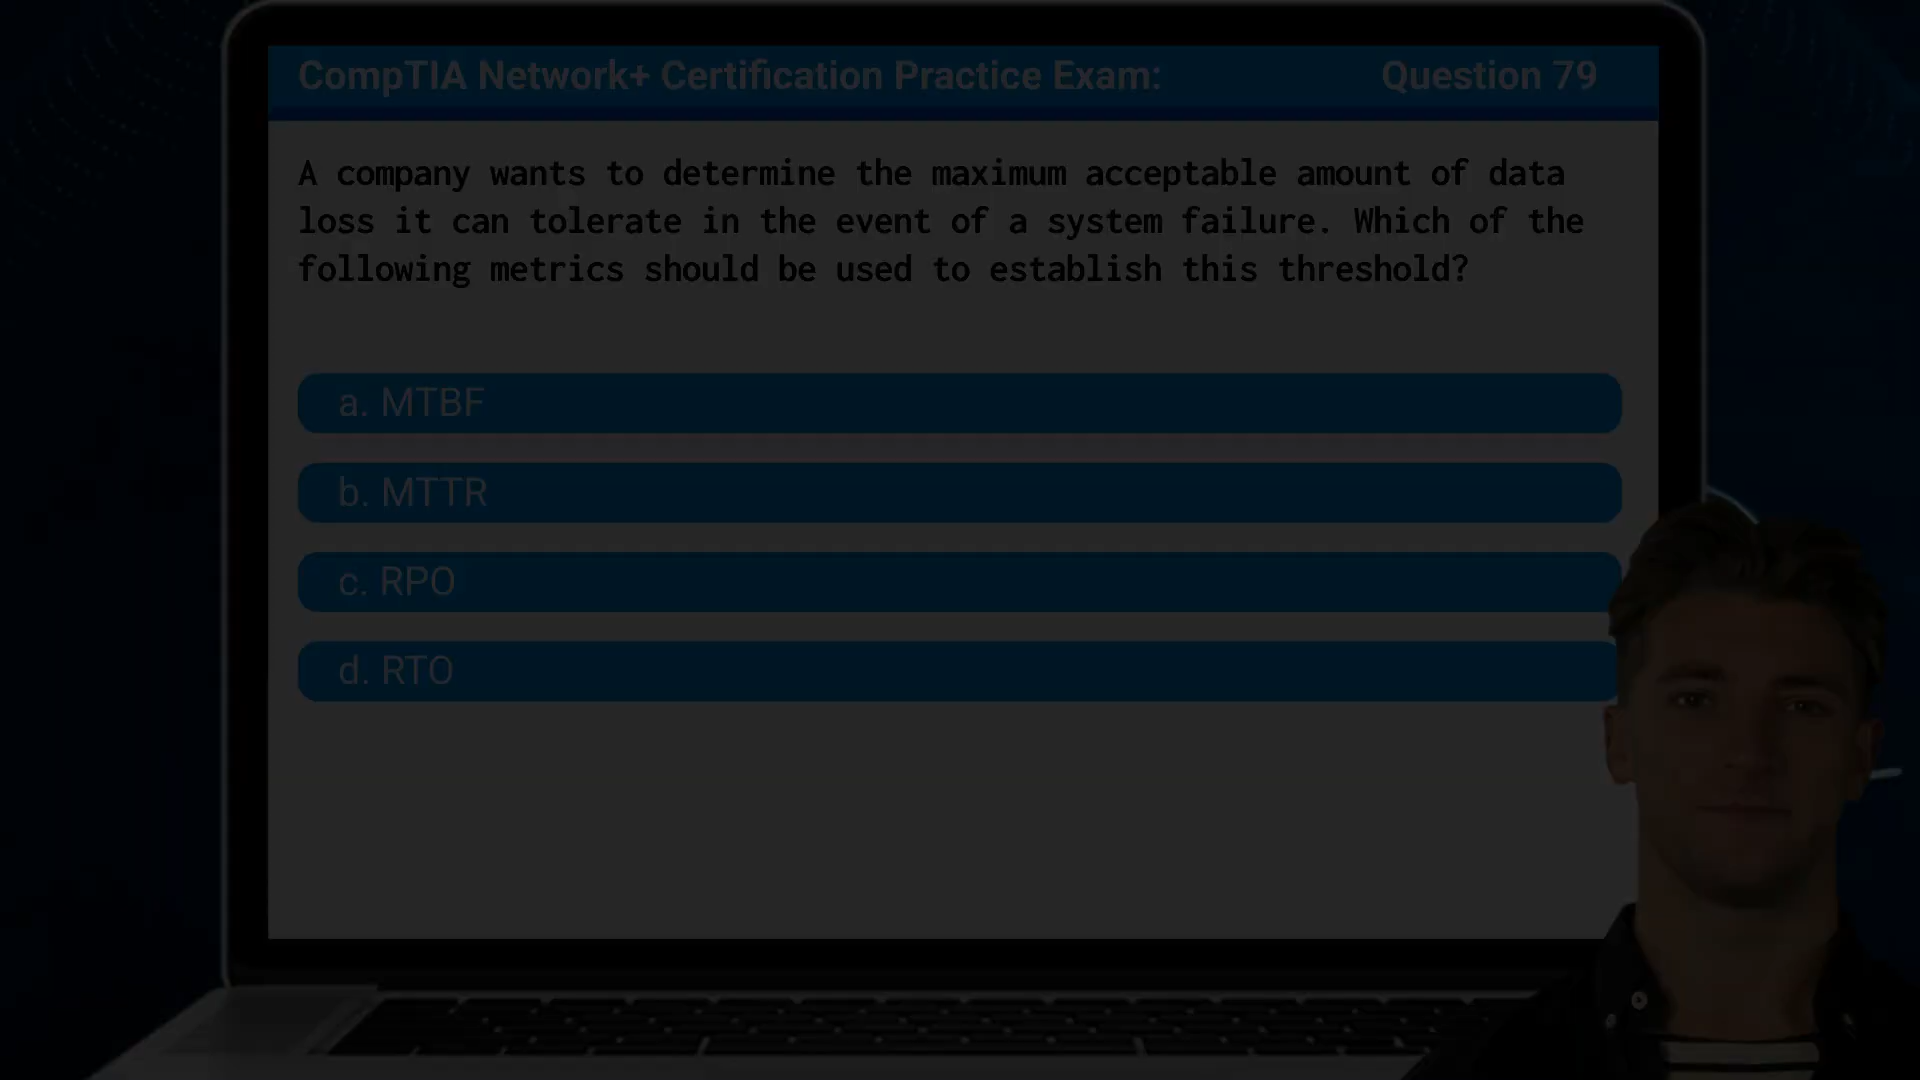 CompTIA Network+ Certification Practice Exam:
Question 79
A company wants to determine the maximum acceptable amount of data
loss it can tolerate in the event of a system failure. Which of the
following metrics should be used to establish this threshold?
a. MTBF
b. MTTR
c. RPO
d. RTO